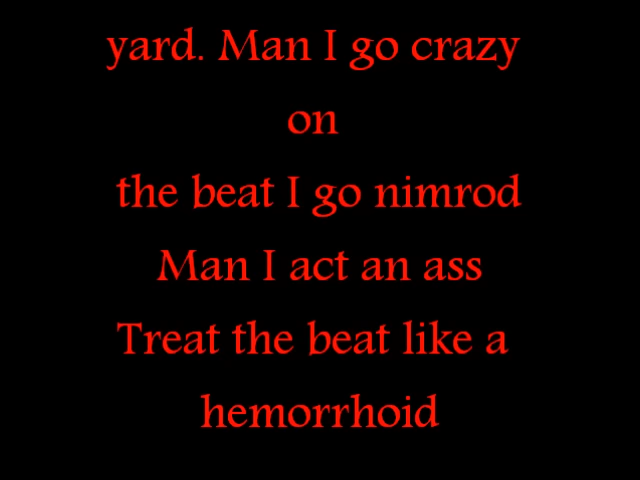 yard. Man I go crazy
on
the beat I go nimrod
Man I act an ass
Treat the beat like a
hemorrhoid